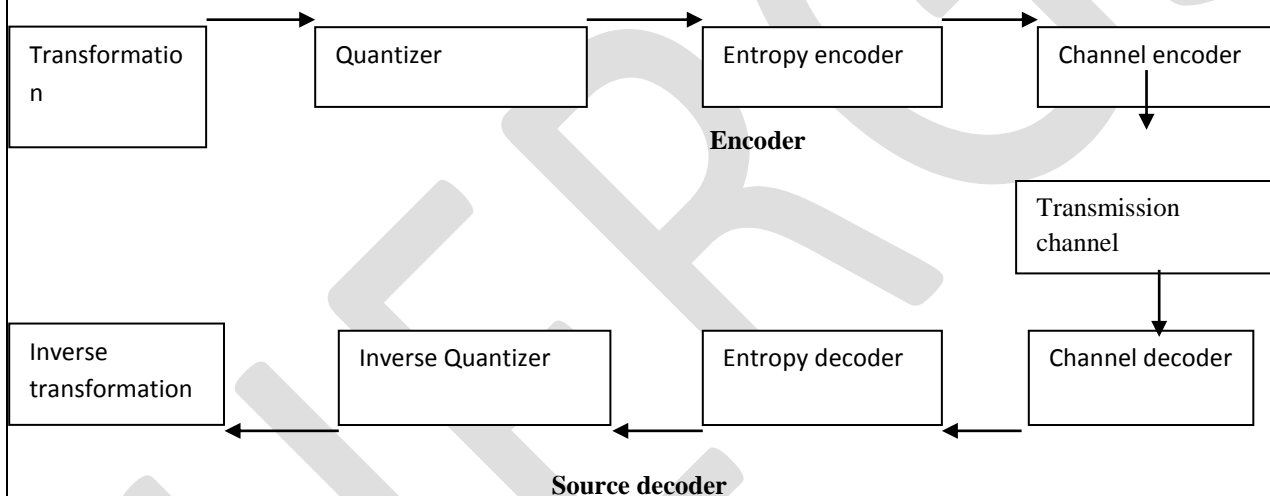 Transformatio
n
Quantizer
Entropy encoder
Channel encoder
Encoder
Transmission
channel
Inverse
transformation
Inverse Quantizer
Entropy decoder
Channel decoder
Source decoder